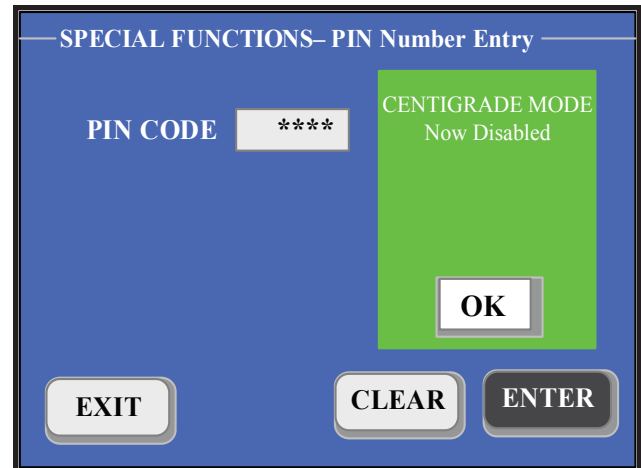 SPECIAL FUNCTIONS– PIN Number Entry
PIN CODE ****
CENTIGRADE MODE
Now Disabled
OK
EXIT
CLEAR
ENTER